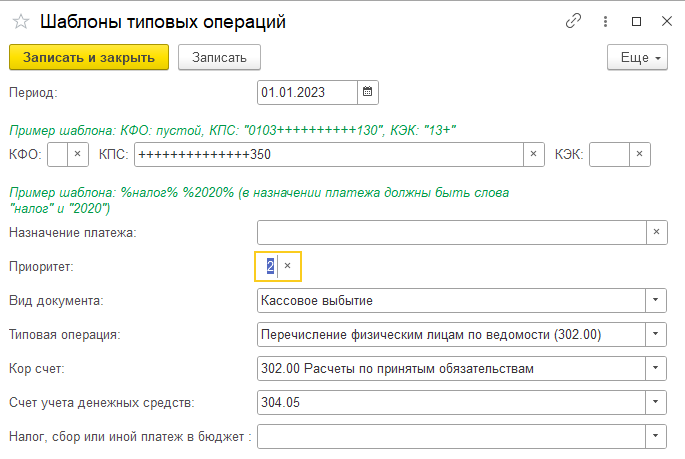 Шаблоны типовых операций
Записать и закрыть Записать Еще
Период: 01.01.2023
Пример шаблона: КФО: пустой, КПС: "0103++++++++++130", КЭК: "13+"
КФО: КПС: ++++++++++++++350 КЭК:
Пример шаблона: %налог% %2020% (в назначении платежа должны быть слова
"налог" и "2020")
Назначение платежа:
Приоритет: 2
Вид документа: Кассовое выбытие
Типовая операция: Перечисление физическим лицам по ведомости (302.00)
Кор счет: 302.00 Расчеты по принятым обязательствам
Счет учета денежных средств: 304.05
Налог, сбор или иной платеж в бюджет :